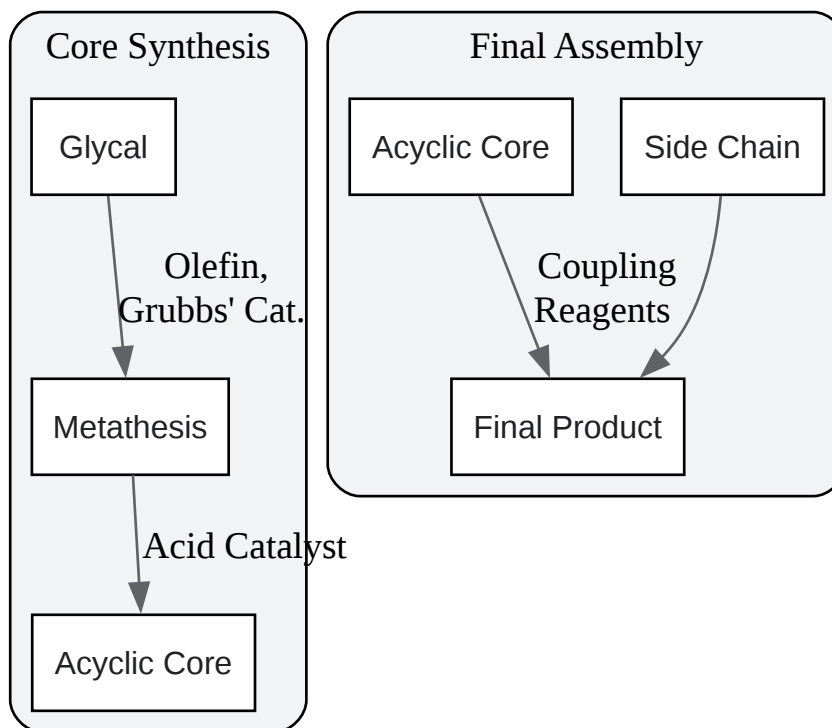 Core Synthesis
Glycal
Olefin,
Grubbs' Cat.
Metathesis
Acid Catalyst
Acyclic Core
Final Assembly
Acyclic Core
Side Chain
Coupling
Reagents
Final Product